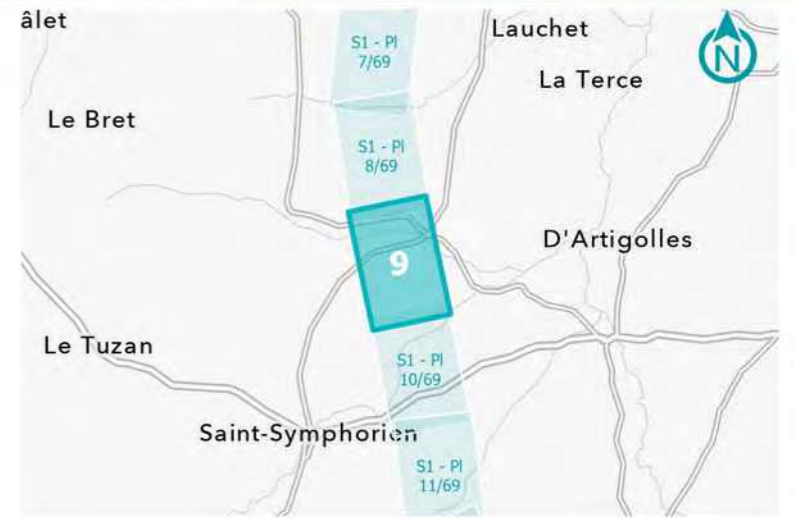 âlet
Lauchet
N
S1 - Pl
7/69
La Terce
Le Bret
S1 - Pl
8/69
D'Artigolles
9
Le Tuzan
S1 - Pl
10/69
Saint-Symphorien
S1 - Pl
11/69